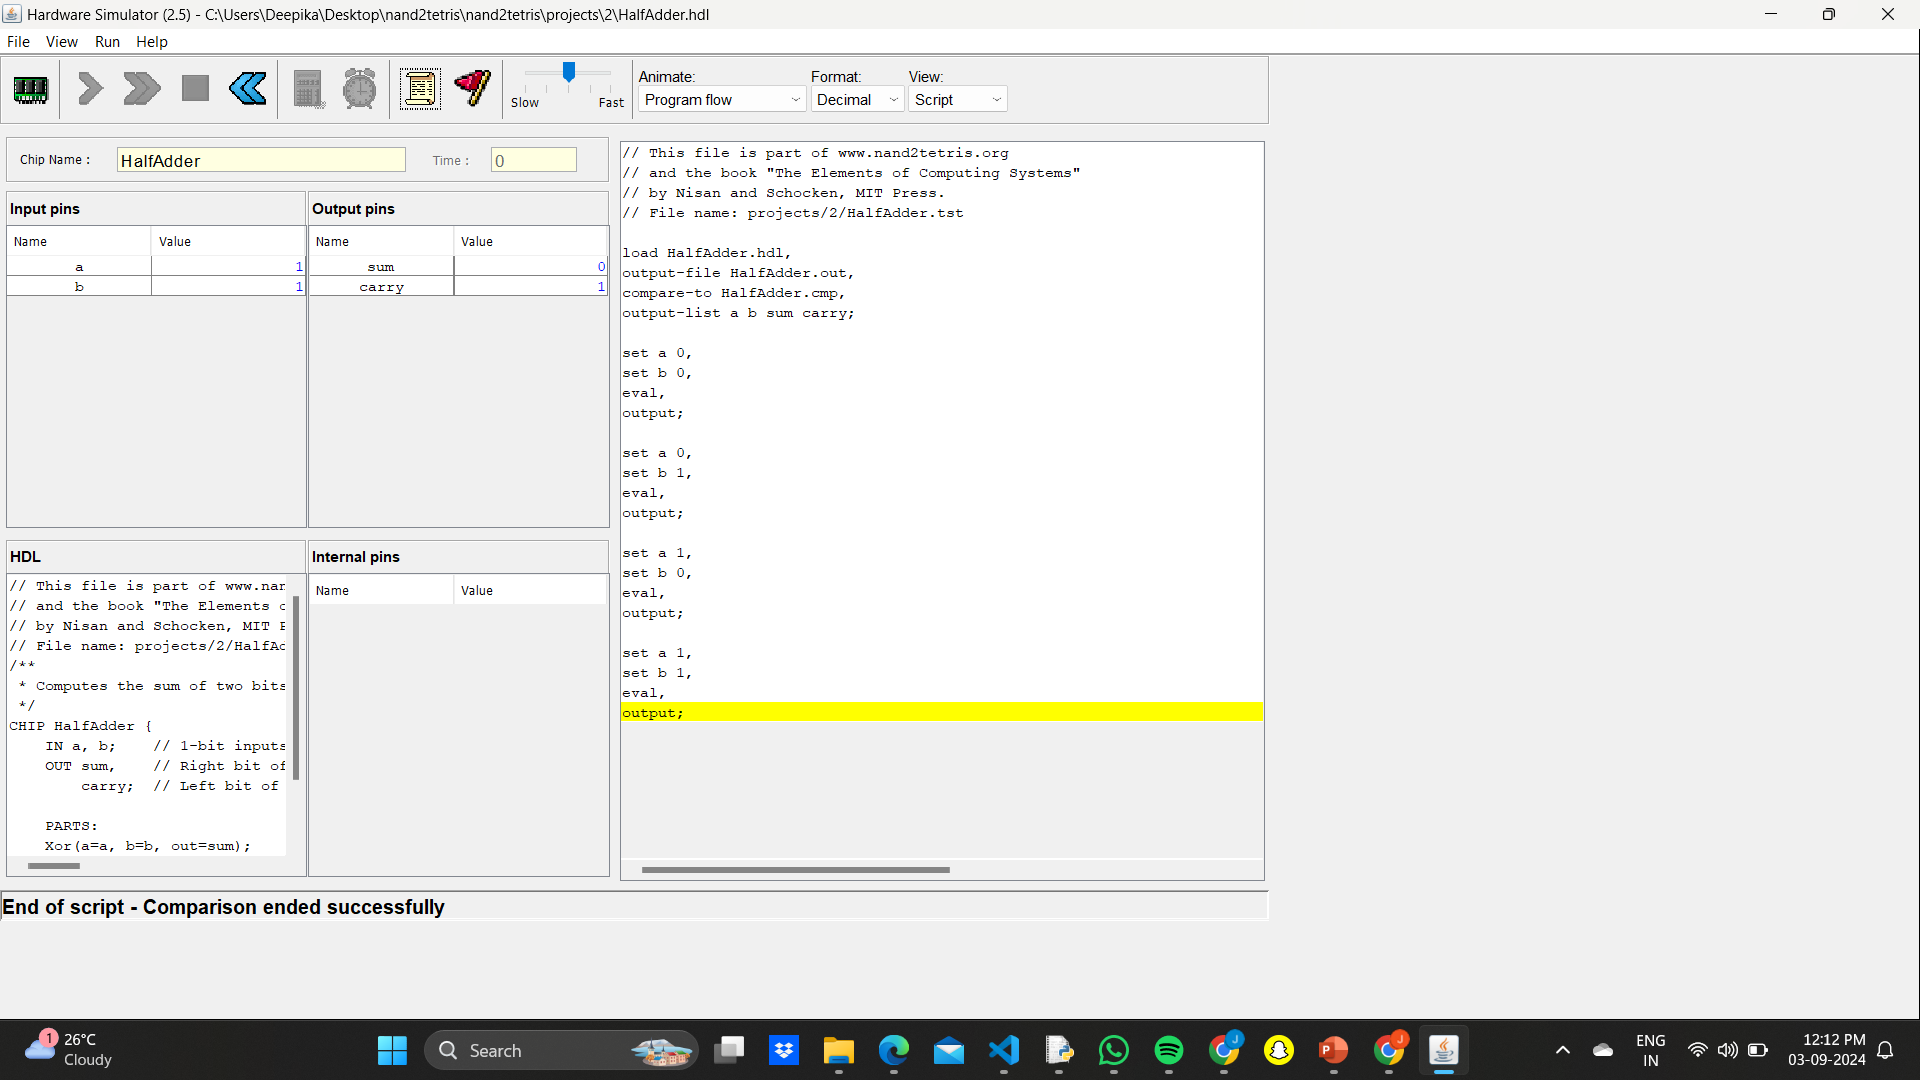 Hardware Simulator (2.5) - C:\Users\Deepika\Desktop\nand2tetris\nand2tetris\projects\2\HalfAdder.hdl
File View Run Help
Slow Fast
Animate: Format: View:
Program flow Decimal Script
Chip Name : HalfAdder Time : 0
Input pins
Name Value
a 1
b 1
Output pins
Name Value
sum 0
carry 1
HDL
// This file is part of www.nan
// and the book "The Elements o
// by Nisan and Schocken, MIT P
// File name: projects/2/HalfAd
/**
* Computes the sum of two bits
*/
CHIP HalfAdder {
IN a, b; // 1-bit inputs
OUT sum, // Right bit of
carry; // Left bit of
PARTS:
Xor(a=a, b=b, out=sum);
Internal pins
Name Value
// This file is part of www.nand2tetris.org
// and the book "The Elements of Computing Systems"
// by Nisan and Schocken, MIT Press.
// File name: projects/2/HalfAdder.tst
load HalfAdder.hdl,
output-file HalfAdder.out,
compare-to HalfAdder.cmp,
output-list a b sum carry;
set a 0,
set b 0,
eval,
output;
set a 0,
set b 1,
eval,
output;
set a 1,
set b 0,
eval,
output;
set a 1,
set b 1,
eval,
output;
End of script - Comparison ended successfully
1 26°C
Cloudy
Search
J
J
ENG
IN
12:12 PM
03-09-2024